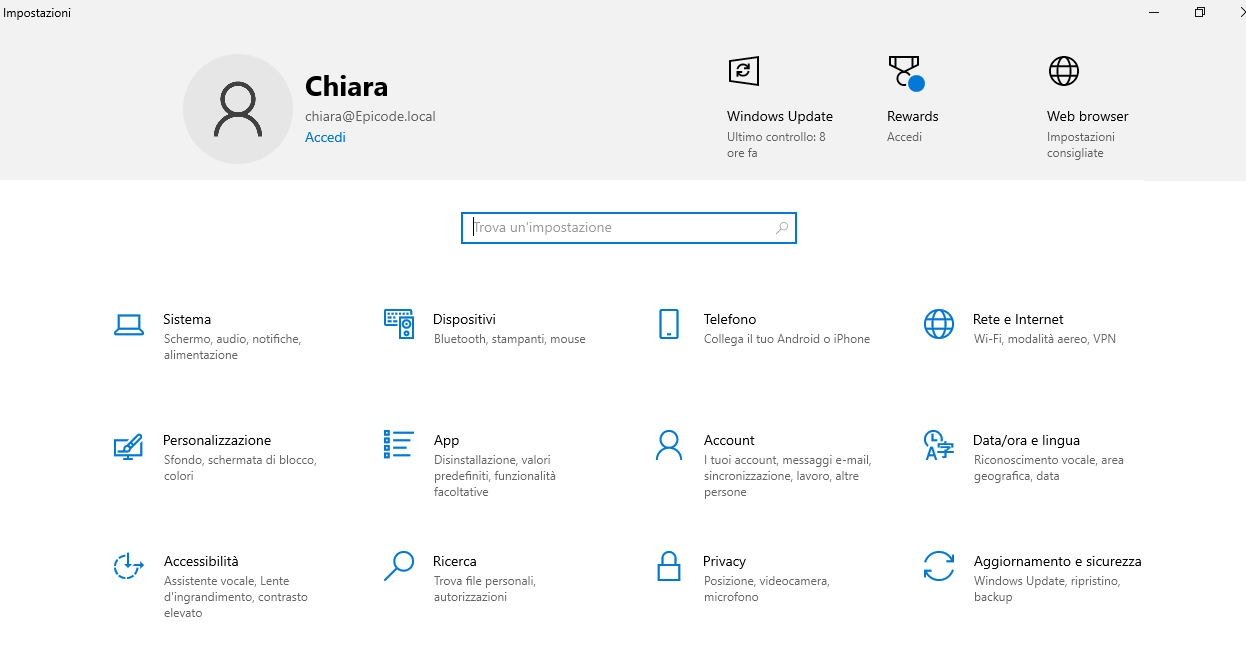 Impostazioni
Chiara
chiara@Epicode.local
Accedi
Windows Update
Ultimo controllo: 8
ore fa
Rewards
Accedi
Web browser
Impostazioni
consigliate
Trova un'impostazione
Sistema
Schermo, audio, notifiche,
alimentazione
Dispositivi
Bluetooth, stampanti, mouse
Telefono
Collega il tuo Android o iPhone
Rete e Internet
Wi-Fi, modalità aereo, VPN
Personalizzazione
Sfondo, schermata di blocco,
colori
App
Disinstallazione, valori
predefiniti, funzionalità
facoltative
Account
I tuoi account, messaggi e-mail,
sincronizzazione, lavoro, altre
persone
Data/ora e lingua
Riconoscimento vocale, area
geografica, data
Accessibilità
Assistente vocale, Lente
d'ingrandimento, contrasto
elevato
Ricerca
Trova file personali,
autorizzazioni
Privacy
Posizione, videocamera,
microfono
Aggiornamento e sicurezza
Windows Update, ripristino,
backup